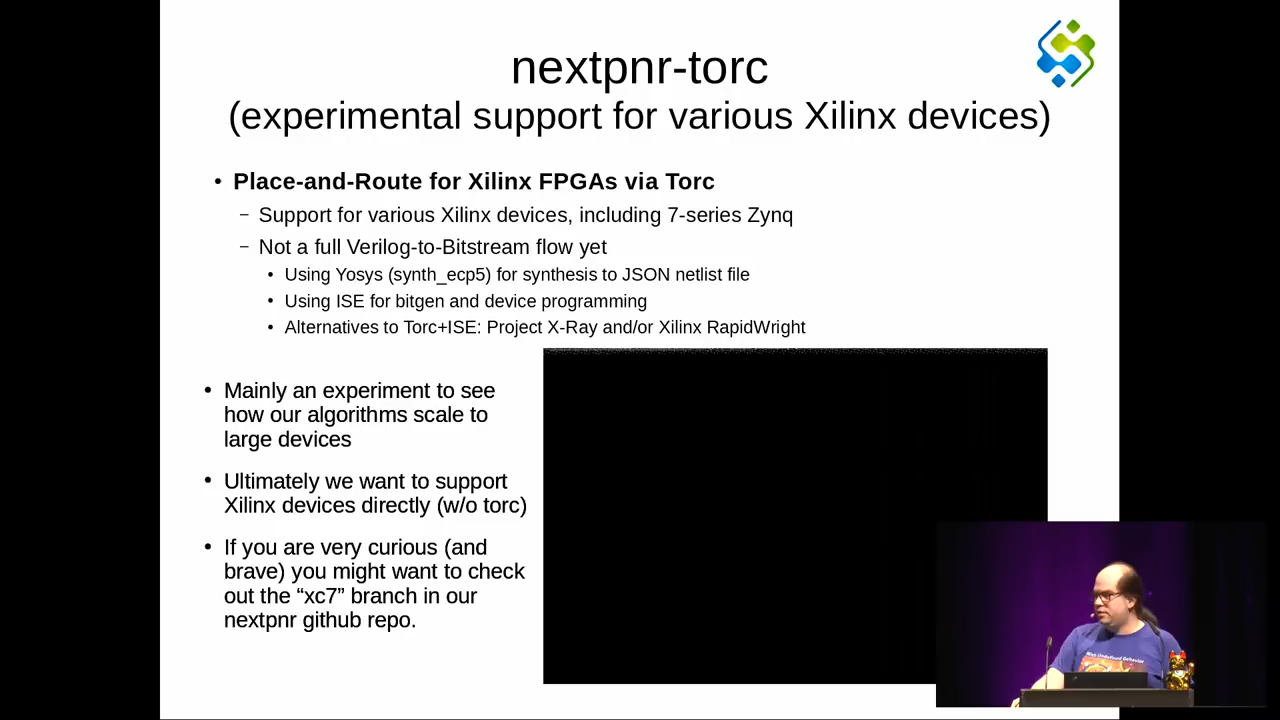 nextpnr-torc
(experimental support for various Xilinx devices)
• Place-and-Route for Xilinx FPGAs via Torc
– Support for various Xilinx devices, including 7-series Zynq
– Not a full Verilog-to-Bitstream flow yet
• Using Yosys (synth_ecp5) for synthesis to JSON netlist file
• Using ISE for bitgen and device programming
• Alternatives to Torc+ISE: Project X-Ray and/or Xilinx RapidWright
• Mainly an experiment to see
how our algorithms scale to
large devices
• Ultimately we want to support
Xilinx devices directly (w/o torc)
• If you are very curious (and
brave) you might want to check
out the “xc7” branch in our
nextpnr github repo.
With Undefined Behavior